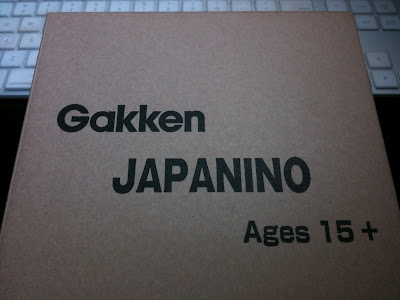 Gakken
JAPANINO
Ages 15+